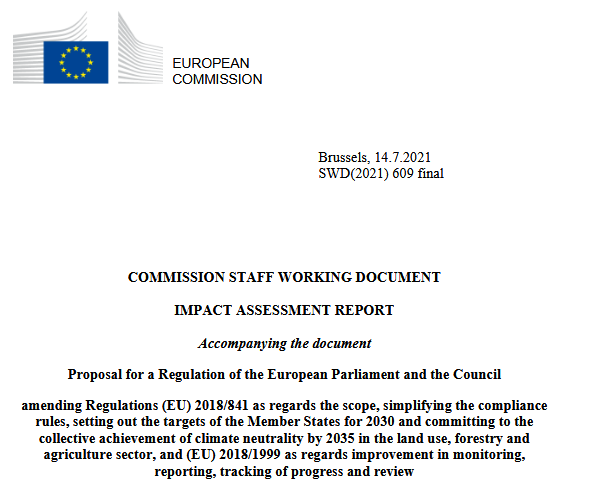 EUROPEAN
COMMISSION
Brussels, 14.7.2021
SWD(2021) 609 final
COMMISSION STAFF WORKING DOCUMENT
IMPACT ASSESSMENT REPORT
Accompanying the document
Proposal for a Regulation of the European Parliament and the Council
amending Regulations (EU) 2018/841 as regards the scope, simplifying the compliance
rules, setting out the targets of the Member States for 2030 and committing to the
collective achievement of climate neutrality by 2035 in the land use, forestry and
agriculture sector, and (EU) 2018/1999 as regards improvement in monitoring,
reporting, tracking of progress and review